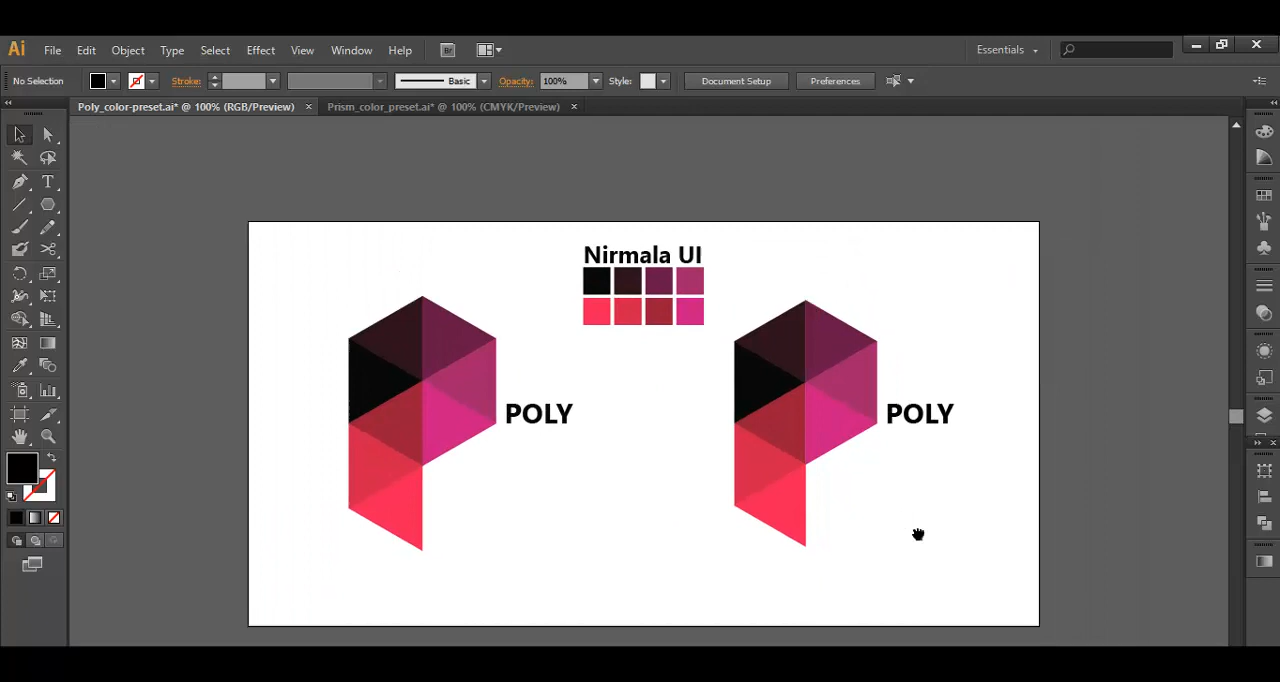 Ai File Edit Object Type Select Effect View Window Help Br Essentials
No Selection Stroke: Basic Opacity: 100% Style: Document Setup Preferences
Poly_color-preset.ai* @ 100% (RGB/Preview) × Prism_color_preset.ai* @ 100% (CMYK/Preview) ×
T
Nirmala UI
POLY POLY